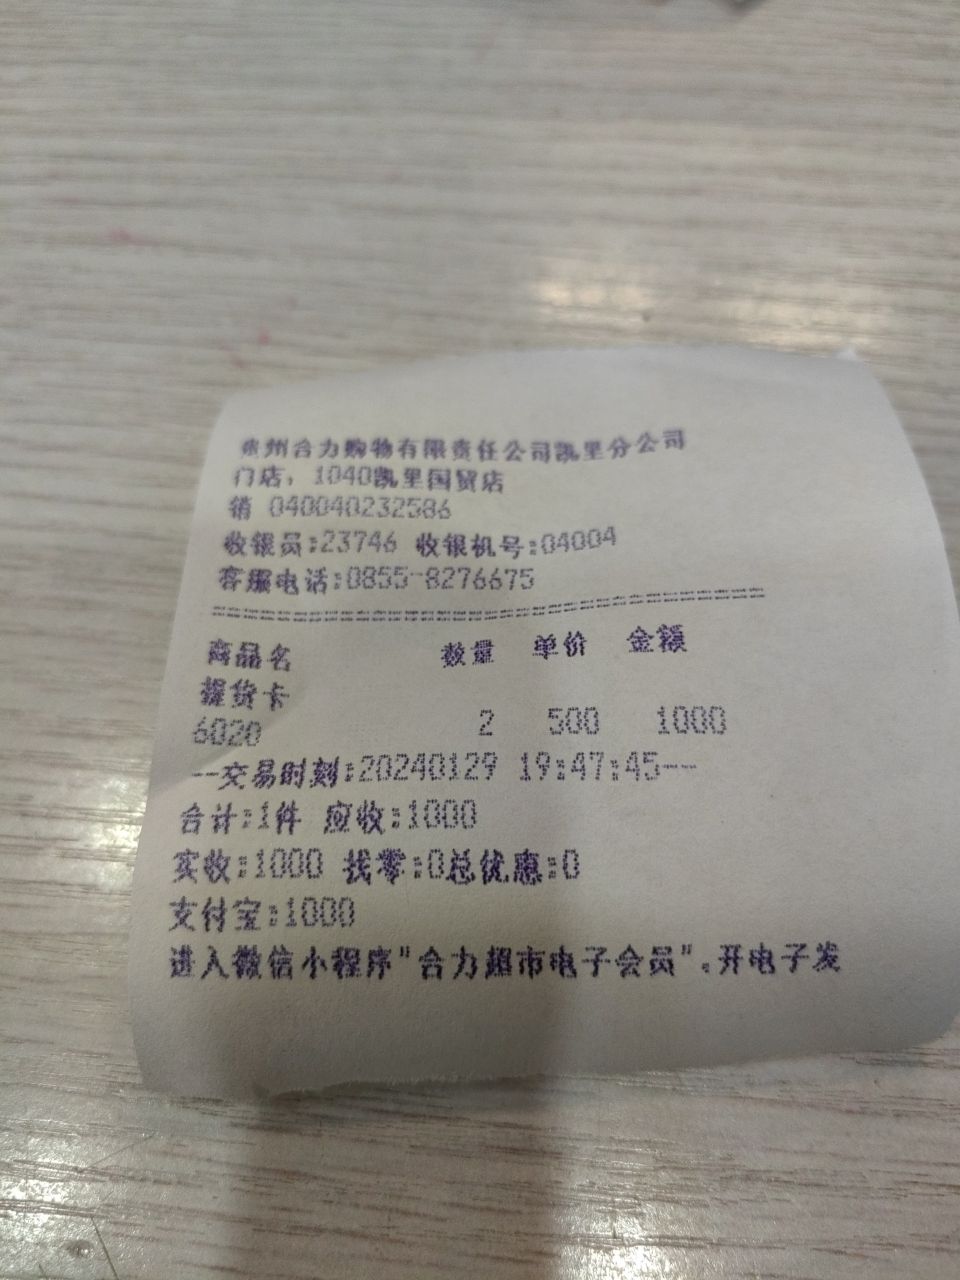 贵州合力购物有限责任公司凯里分公司
门店：1040凯里国贸店
销 040040232586
收银员:23746 收银机号:04004
客服电话:0855-8276675
================================================
商品名 数量 单价 金额
提货卡
6020 2 500 1000
--交易时刻:20240129 19:47:45--
合计:1件 应收:1000
实收:1000 找零:0总优惠:0
支付宝:1000
进入微信小程序"合力超市电子会员"。开电子发